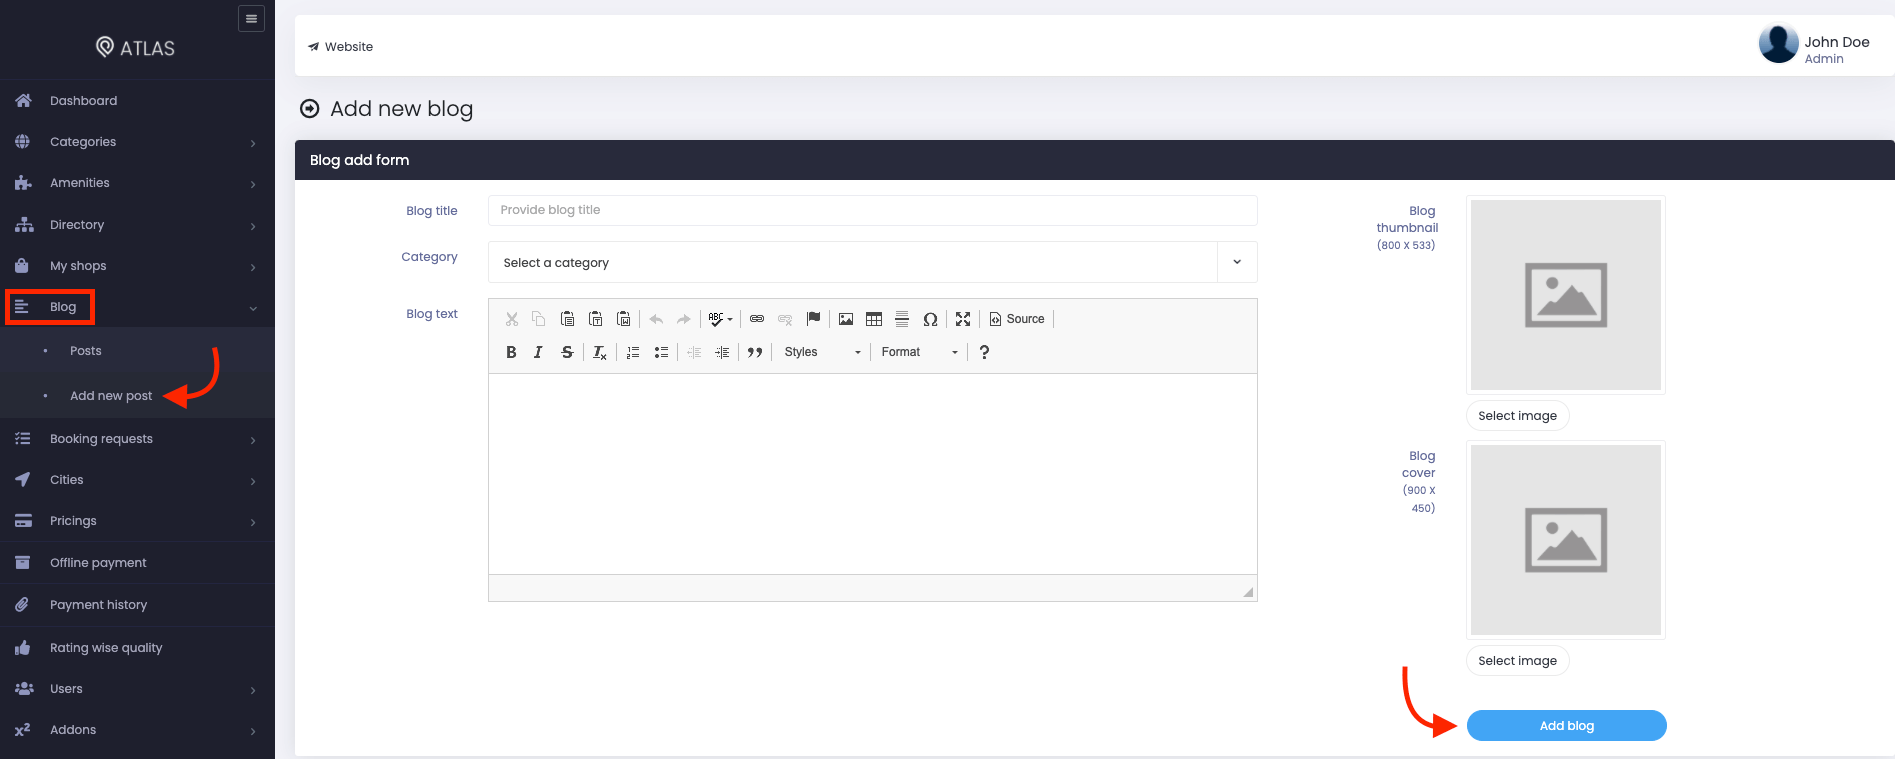 ATLAS
Dashboard
Categories
Amenities
Directory
My shops
Blog
Posts
Add new post
Booking requests
Cities
Pricings
Offline payment
Payment history
Rating wise quality
Users
x²
Addons
Website
John Doe
Admin
Add new blog
Blog add form
Blog title
Provide blog title
Category
Select a category
Blog text
ABC
Source
B I S Tx
Styles
Format
?
Blog
thumbnail
(800 X 533)
Select image
Blog
cover
(900 X
450)
Select image
Add blog